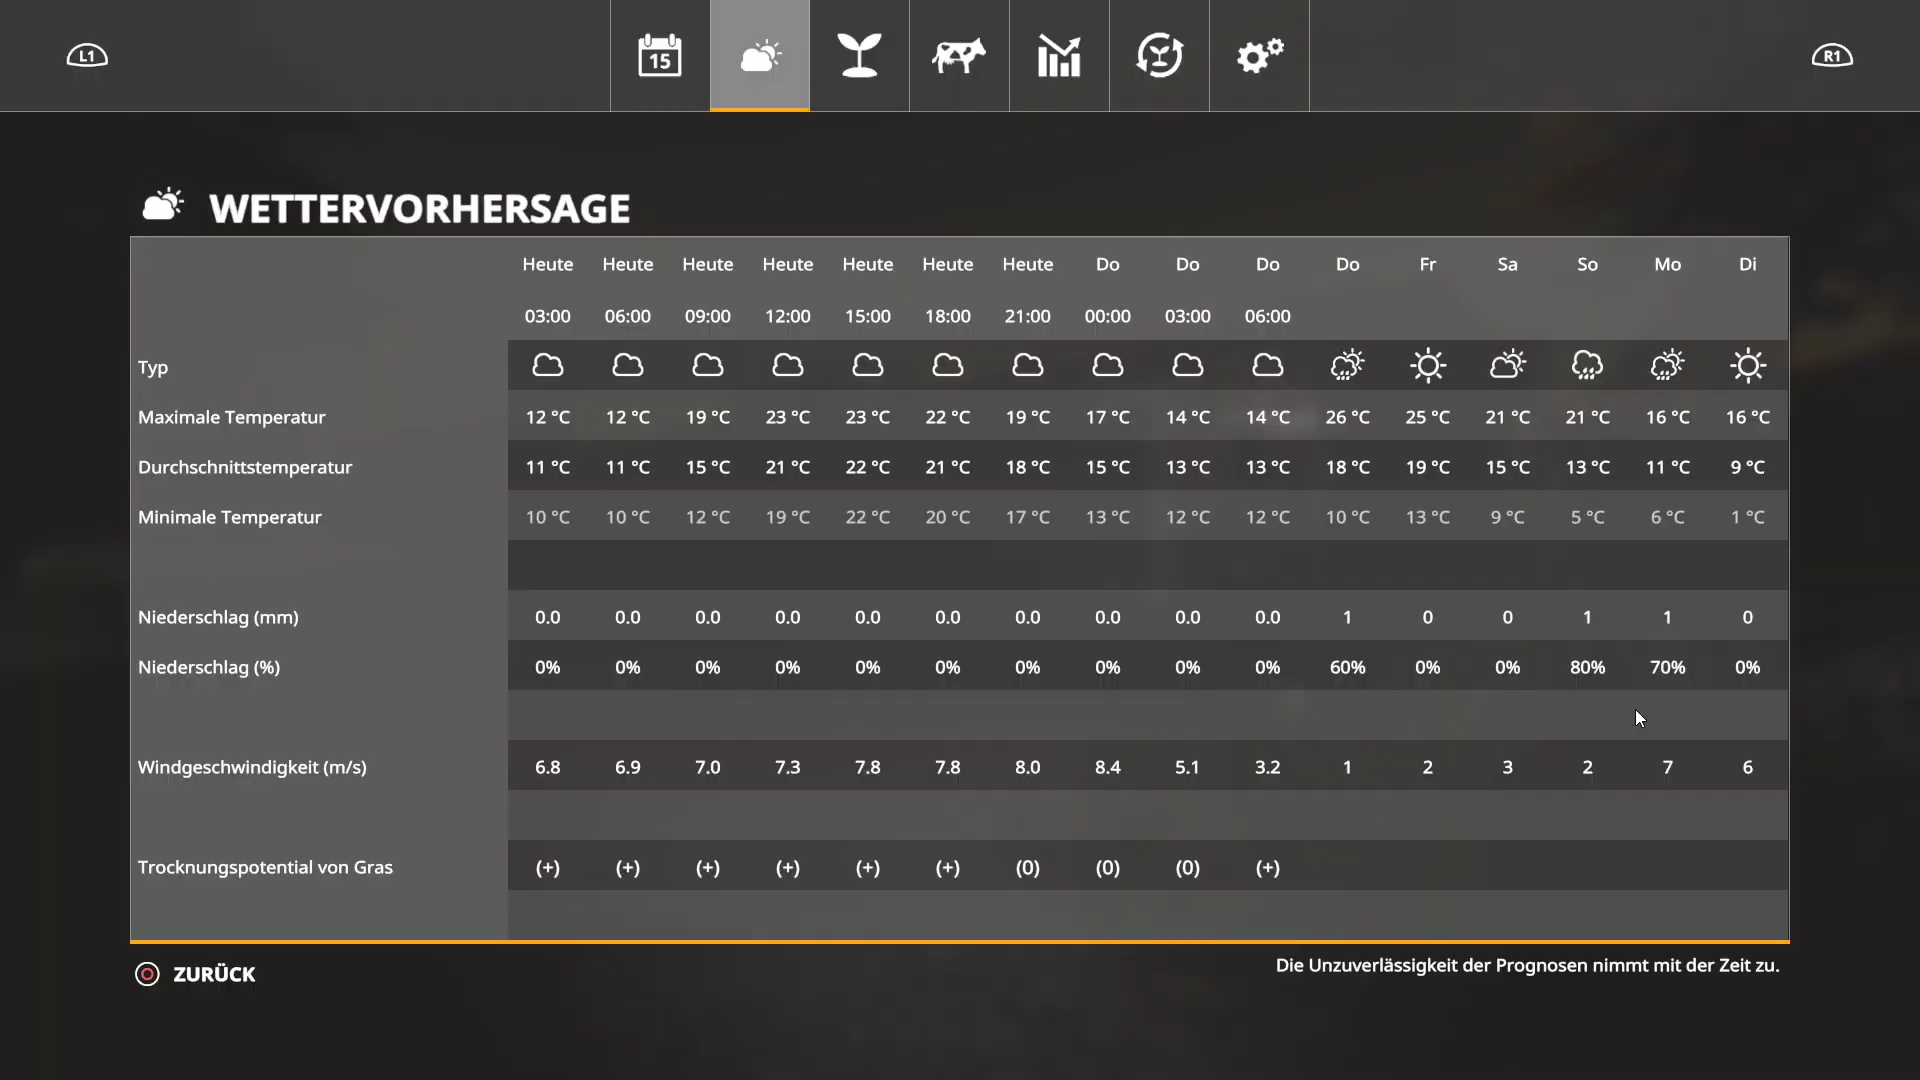 L1 15 R1
WETTERVORHERSAGE
Heute Heute Heute Heute Heute Heute Heute Do Do Do Do Fr Sa So Mo Di
03:00 06:00 09:00 12:00 15:00 18:00 21:00 00:00 03:00 06:00
Typ
Maximale Temperatur 12 °C 12 °C 19 °C 23 °C 23 °C 22 °C 19 °C 17 °C 14 °C 14 °C 26 °C 25 °C 21 °C 21 °C 16 °C 16 °C
Durchschnittstemperatur 11 °C 11 °C 15 °C 21 °C 22 °C 21 °C 18 °C 15 °C 13 °C 13 °C 18 °C 19 °C 15 °C 13 °C 11 °C 9 °C
Minimale Temperatur 10 °C 10 °C 12 °C 19 °C 22 °C 20 °C 17 °C 13 °C 12 °C 12 °C 10 °C 13 °C 9 °C 5 °C 6 °C 1 °C
Niederschlag (mm) 0.0 0.0 0.0 0.0 0.0 0.0 0.0 0.0 0.0 0.0 1 0 0 1 1 0
Niederschlag (%) 0% 0% 0% 0% 0% 0% 0% 0% 0% 0% 60% 0% 0% 80% 70% 0%
Windgeschwindigkeit (m/s) 6.8 6.9 7.0 7.3 7.8 7.8 8.0 8.4 5.1 3.2 1 2 3 2 7 6
Trocknungspotential von Gras (+) (+) (+) (+) (+) (+) (0) (0) (0) (+)
ZURÜCK Die Unzuverlässigkeit der Prognosen nimmt mit der Zeit zu.